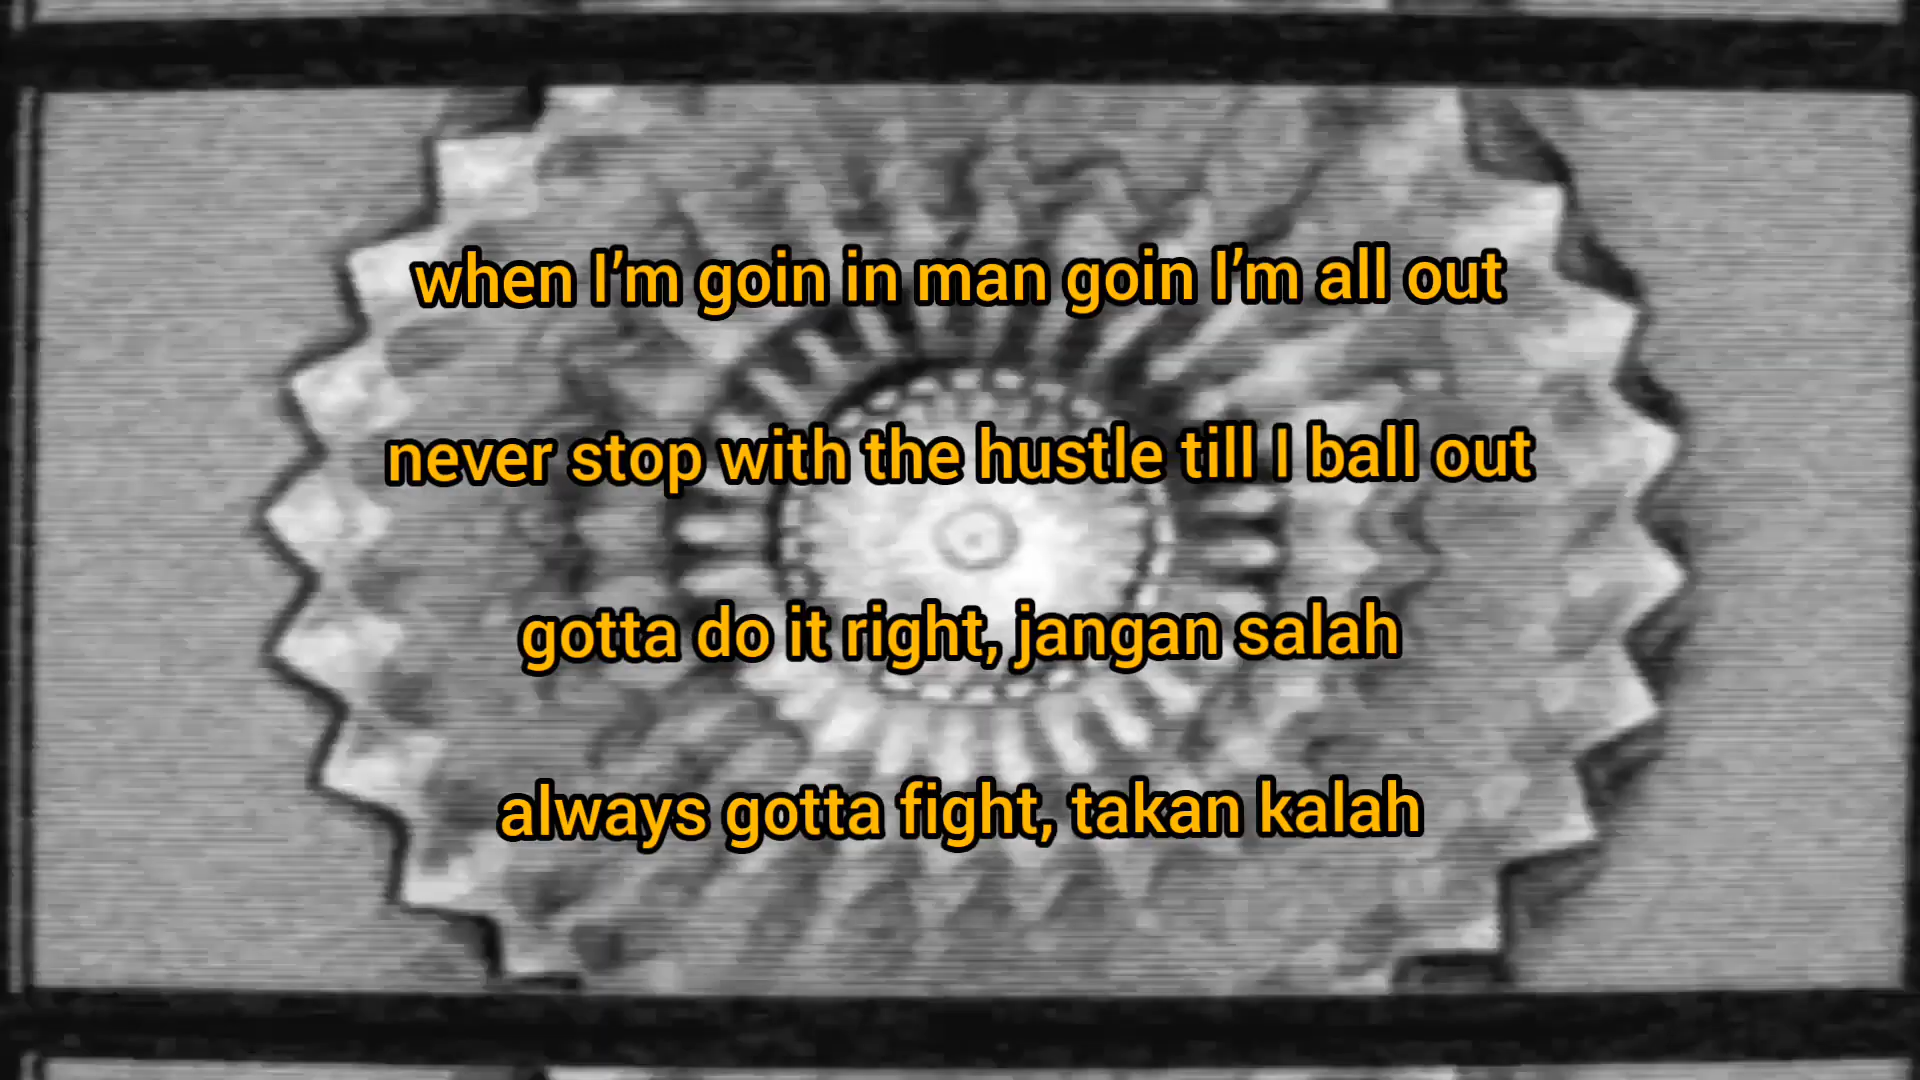 when I’m goin in man goin I’m all out
never stop with the hustle till I ball out
gotta do it right, jangan salah
always gotta fight, takan kalah